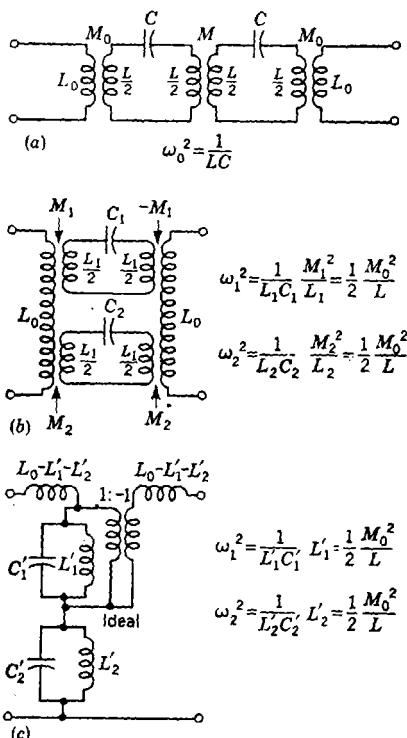 C M C
M₀ M₀
L₀ L/2 L/2 L/2 L/2 L₀
(a)
ω₀² = 1/LC
M₁ C₁ -M₁
L₁/2 L₁/2
L₀ C₂ L₀
L₁/2 L₁/2
M₂ M₂
(b)
ω₁² = 1/L₁C₁ M₁²/L₁ = 1/2 M₀²/L
ω₂² = 1/L₂C₂ M₂²/L₂ = 1/2 M₀²/L
L₀-L′₁-L′₂ L₀-L′₁-L′₂
1:-1
C′₁ L′₁
Ideal
C′₂ L′₂
(c)
ω₁² = 1/L′₁C′₁ L′₁ = 1/2 M₀²/L
ω₂² = 1/L′₂C′₂ L′₂ = 1/2 M₀²/L